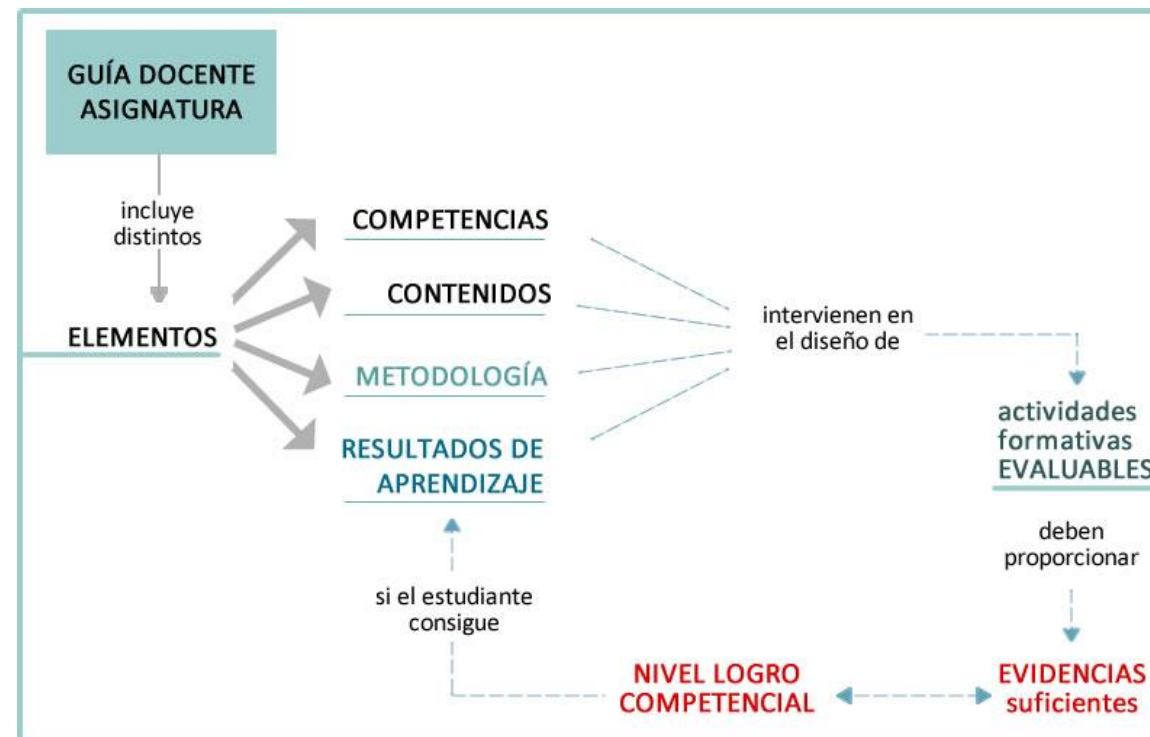 GUÍA DOCENTE
ASIGNATURA
incluye
distintos
ELEMENTOS
COMPETENCIAS
CONTENIDOS
METODOLOGÍA
RESULTADOS DE
APRENDIZAJE
intervienen en
el diseño de
actividades
formativas
EVALUABLES
deben
proporcionar
EVIDENCIAS
suficientes
NIVEL LOGRO
COMPETENCIAL
si el estudiante
consigue